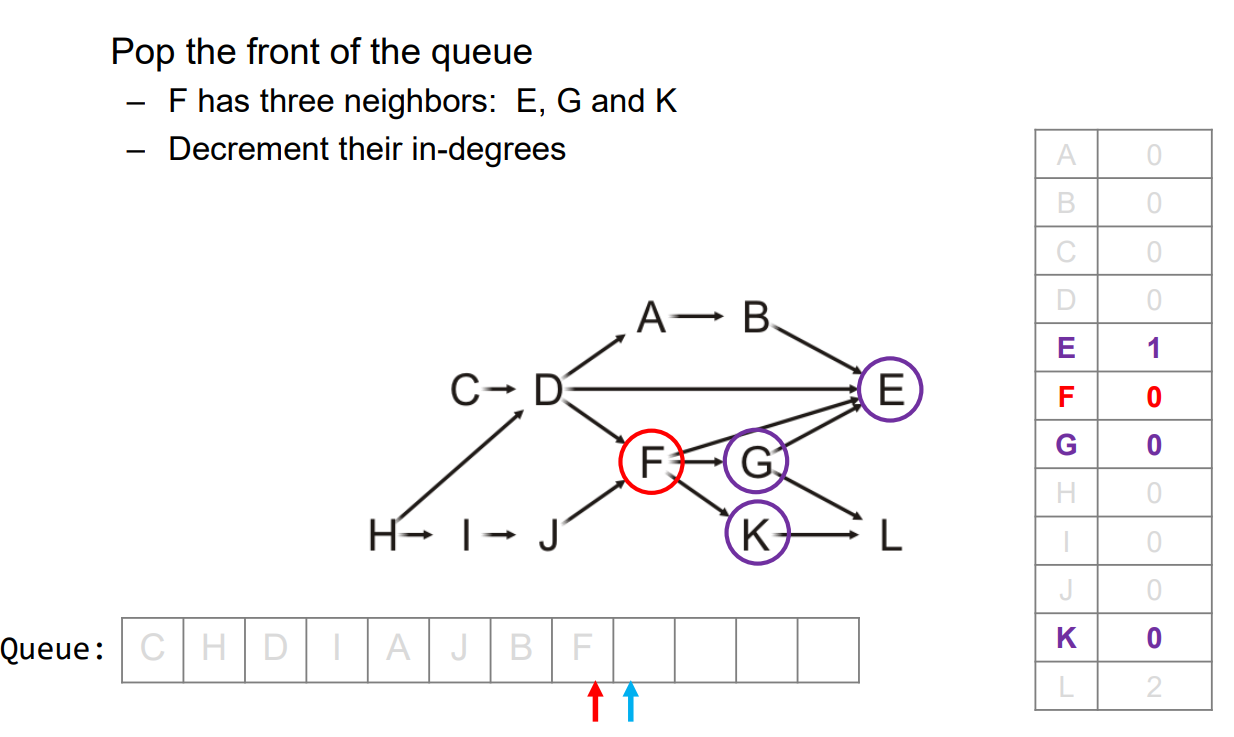 Pop the front of the queue
– F has three neighbors: E, G and K
– Decrement their in-degrees
A 0
B 0
C 0
D 0
E 1
F 0
G 0
H 0
I 0
J 0
K 0
L 2
A B
C D E
F G
H I J K L
Queue: C H D I A J B F